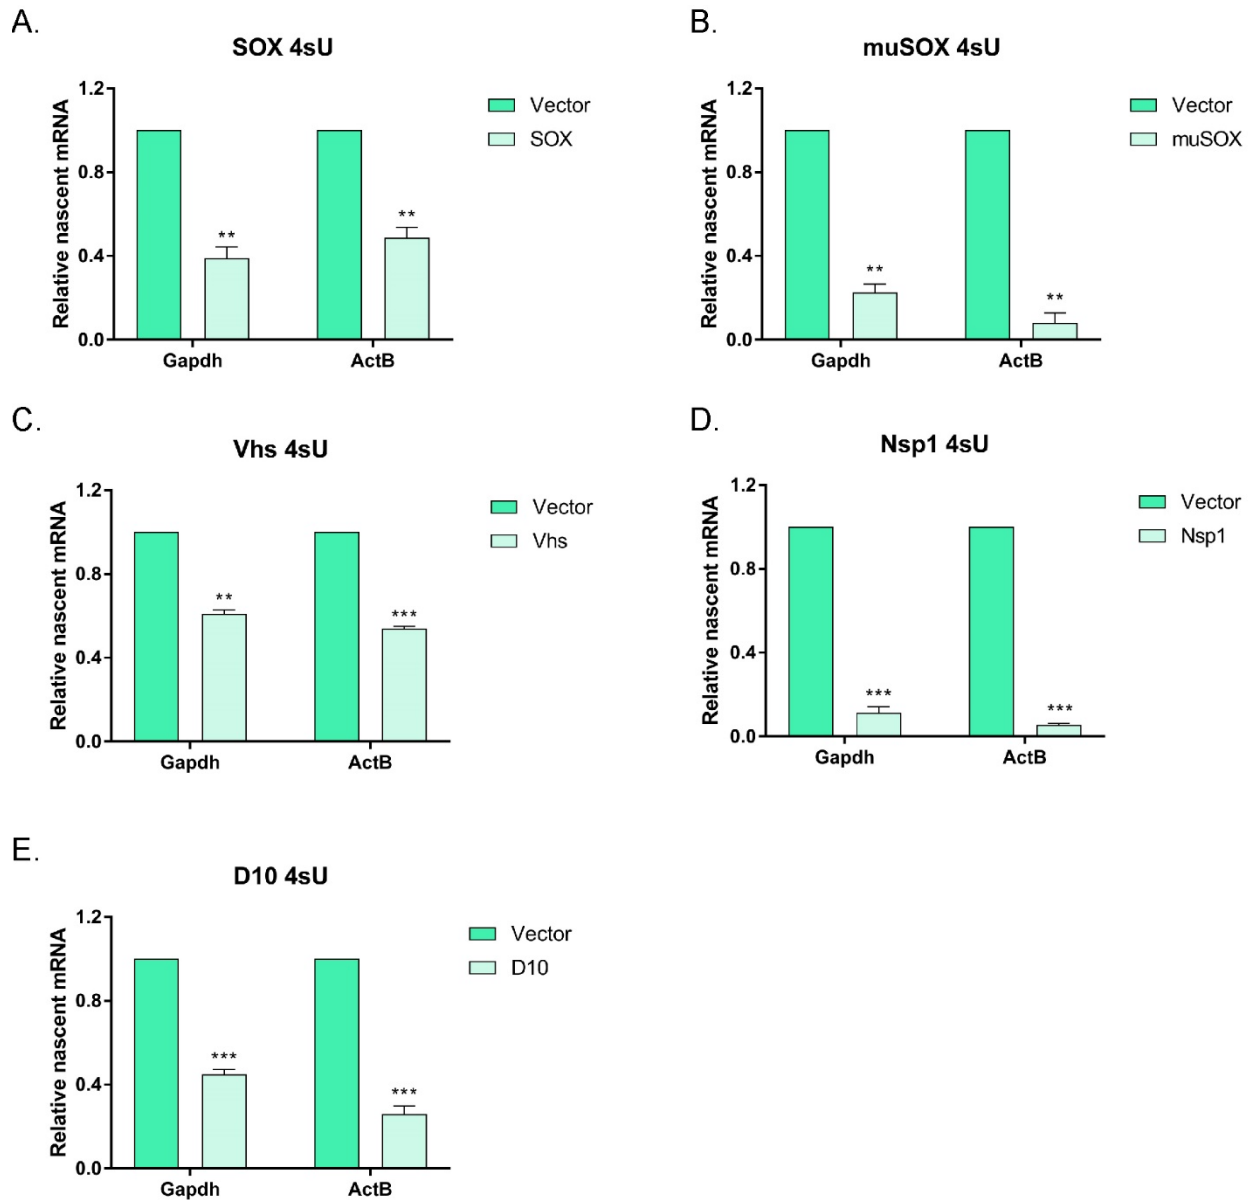 A.
SOX 4sU
Relative nascent mRNA
1.2
0.8
0.4
0.0
**
**
Gapdh
ActB
Vector
SOX
B.
muSOX 4sU
Relative nascent mRNA
1.2
0.8
0.4
0.0
**
**
Gapdh
ActB
Vector
muSOX
C.
Vhs 4sU
Relative nascent mRNA
1.2
0.8
0.4
0.0
**
***
Gapdh
ActB
Vector
Vhs
D.
Nsp1 4sU
Relative nascent mRNA
1.2
0.8
0.4
0.0
***
***
Gapdh
ActB
Vector
Nsp1
E.
D10 4sU
Relative nascent mRNA
1.2
0.8
0.4
0.0
***
***
Gapdh
ActB
Vector
D10